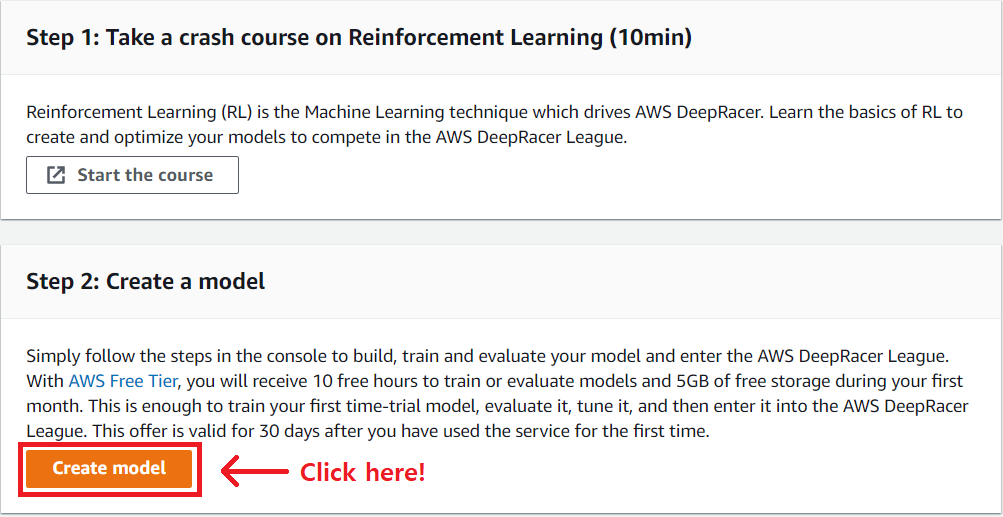 Step 1: Take a crash course on Reinforcement Learning (10min)
Reinforcement Learning (RL) is the Machine Learning technique which drives AWS DeepRacer. Learn the basics of RL to
create and optimize your models to compete in the AWS DeepRacer League.
Start the course
Step 2: Create a model
Simply follow the steps in the console to build, train and evaluate your model and enter the AWS DeepRacer League.
With AWS Free Tier, you will receive 10 free hours to train or evaluate models and 5GB of free storage during your first
month. This is enough to train your first time-trial model, evaluate it, tune it, and then enter it into the AWS DeepRacer
League. This offer is valid for 30 days after you have used the service for the first time.
Create model
Click here!